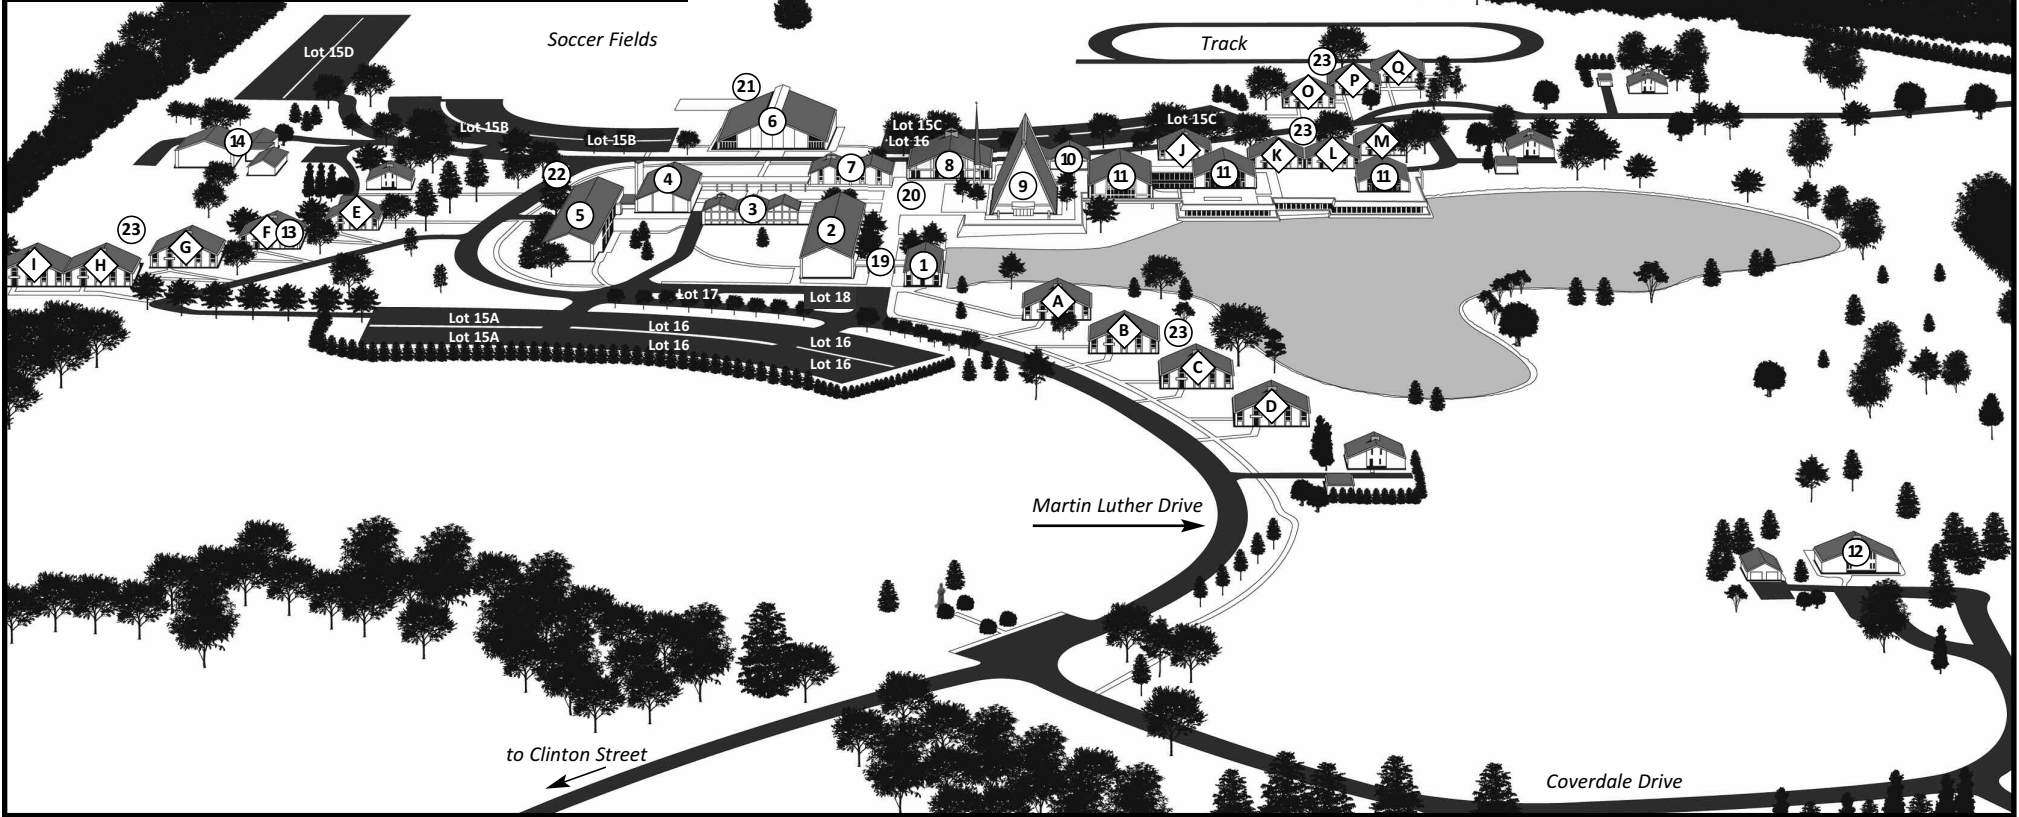 Soccer Fields
Track
Lot 15D
23
Q
P
O
21
6
Lot 15B
Lot 15B
Lot 15C
Lot 16
Lot 15C
14
23
J
K
L
M
22
4
7
8
10
9
11
11
11
5
3
20
2
E
23
F
13
G
I
H
19
1
Lot 17
Lot 18
A
Lot 15A
Lot 15A
Lot 16
Lot 16
Lot 16
Lot 16
B
23
C
D
Martin Luther Drive
12
to Clinton Street
Coverdale Drive